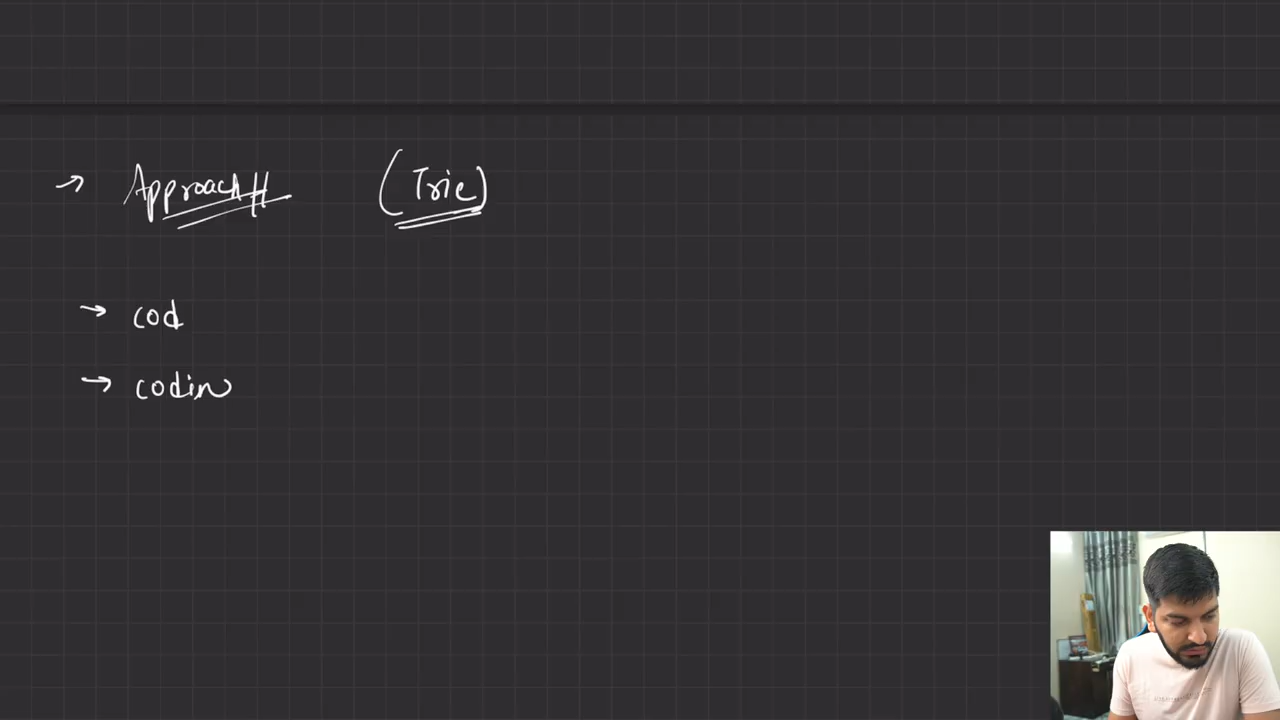 → Approach# (Trie)
→ cod
→ codin